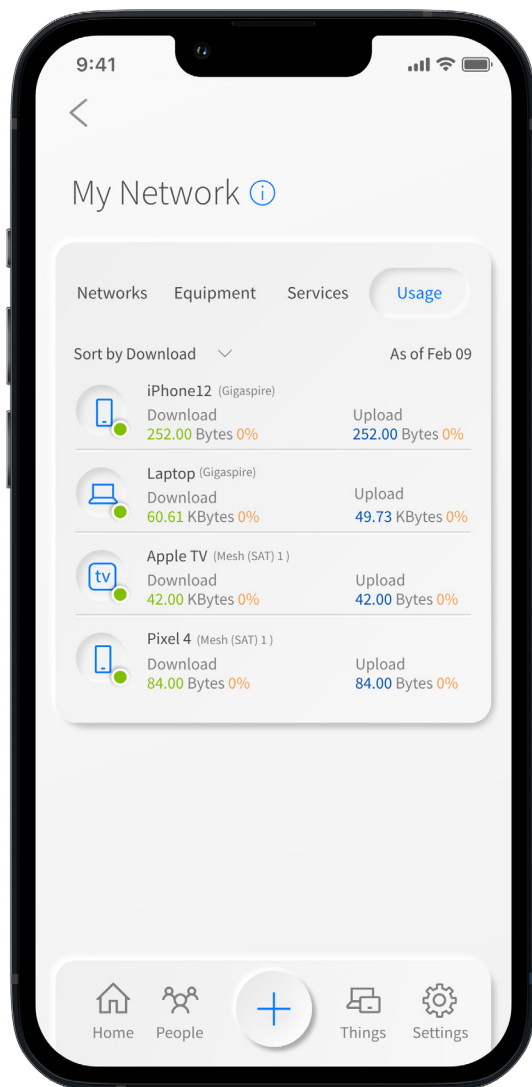 9:41
My Network
Networks Equipment Services Usage
Sort by Download As of Feb 09
iPhone12 (Gigaspire)
Download Upload
252.00 Bytes 0% 252.00 Bytes 0%
Laptop (Gigaspire)
Download Upload
60.61 KBytes 0% 49.73 KBytes 0%
tv
Apple TV (Mesh (SAT) 1 )
Download Upload
42.00 KBytes 0% 42.00 Bytes 0%
Pixel 4 (Mesh (SAT) 1 )
Download Upload
84.00 Bytes 0% 84.00 Bytes 0%
Home People Things Settings